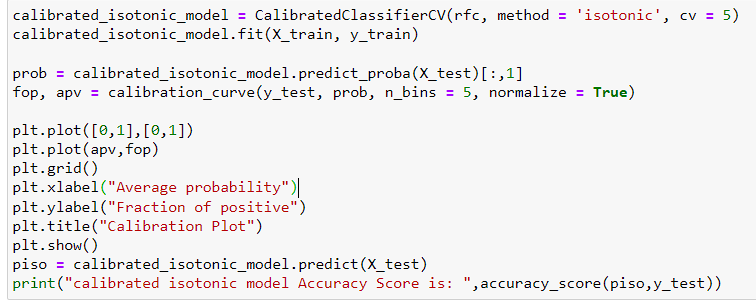 calibrated_isotonic_model = CalibratedClassifierCV(rfc, method = 'isotonic', cv = 5)
calibrated_isotonic_model.fit(X_train, y_train)
prob = calibrated_isotonic_model.predict_proba(X_test)[:,1]
fop, apv = calibration_curve(y_test, prob, n_bins = 5, normalize = True)
plt.plot([0,1],[0,1])
plt.plot(apv,fop)
plt.grid()
plt.xlabel("Average probability")
plt.ylabel("Fraction of positive")
plt.title("Calibration Plot")
plt.show()
piso = calibrated_isotonic_model.predict(X_test)
print("calibrated isotonic model Accuracy Score is: ",accuracy_score(piso,y_test))